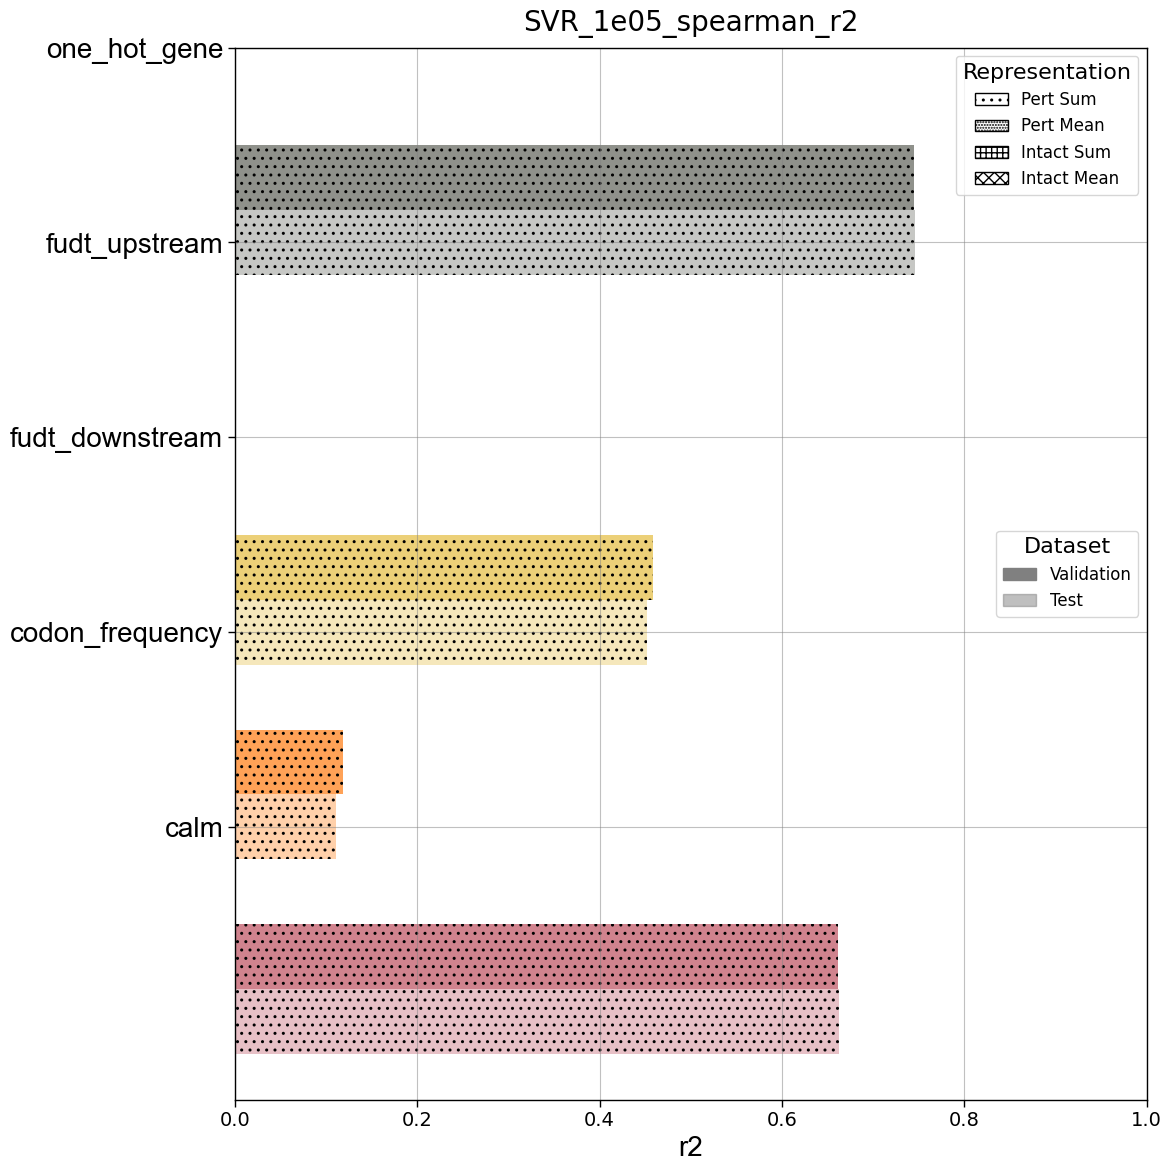 SVR_1e05_spearman_r2
one_hot_gene
fudt_upstream
fudt_downstream
codon_frequency
calm
Representation
Pert Sum
Pert Mean
Intact Sum
Intact Mean
Dataset
Validation
Test
0.0 0.2 0.4 0.6 0.8 1.0
r2